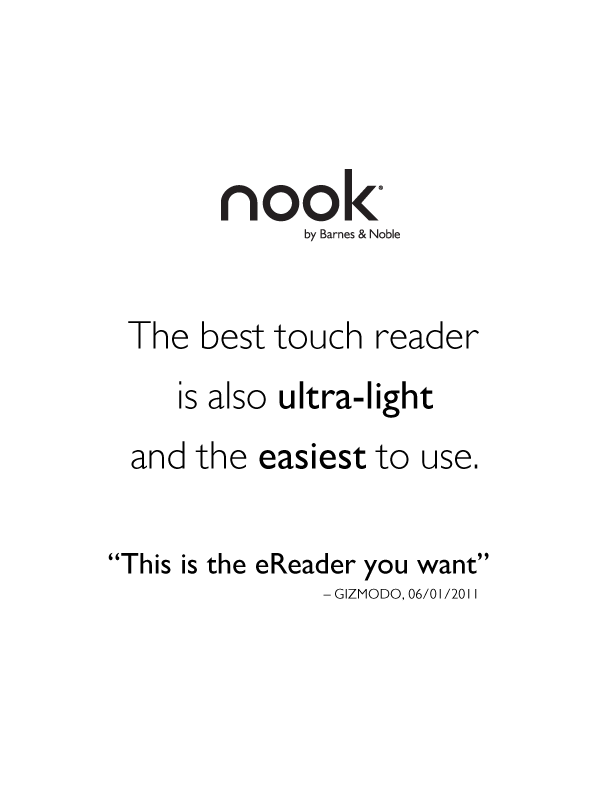 nook®
by Barnes & Noble
The best touch reader
is also ultra-light
and the easiest to use.
“This is the eReader you want”
– GIZMODO, 06/01/2011